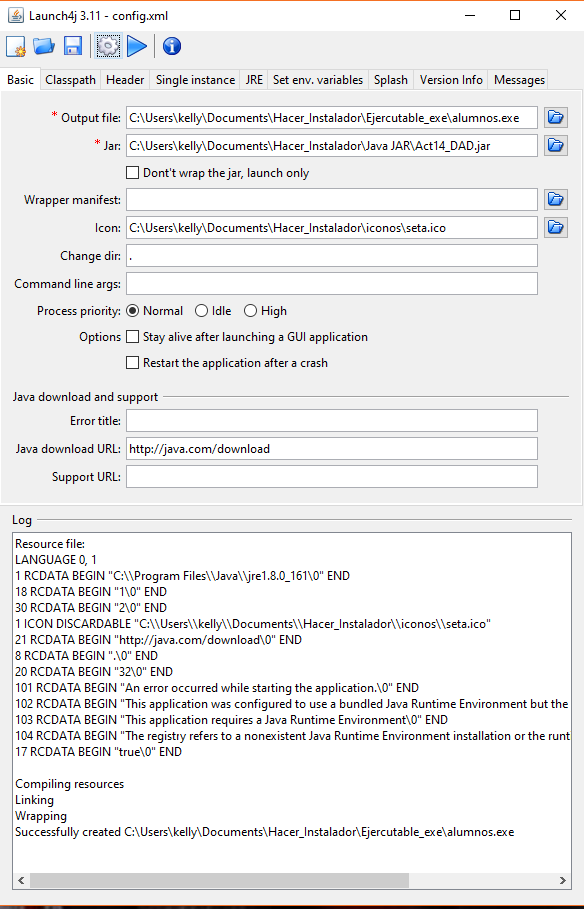 Launch4j 3.11 - config.xml
Basic Classpath Header Single instance JRE Set env. variables Splash Version Info Messages
* Output file: C:\Users\kelly\Documents\Hacer_Instalador\Ejercutable_exe\alumnos.exe
* Jar: C:\Users\kelly\Documents\Hacer_Instalador\Java JAR\Act14_DAD.jar
Dont't wrap the jar, launch only
Wrapper manifest:
Icon: C:\Users\kelly\Documents\Hacer_Instalador\iconos\seta.ico
Change dir: .
Command line args:
Process priority: Normal Idle High
Options Stay alive after launching a GUI application
Restart the application after a crash
Java download and support
Error title:
Java download URL: http://java.com/download
Support URL:
Log
Resource file:
LANGUAGE 0, 1
1 RCDATA BEGIN "C:\\Program Files\\Java\\jre1.8.0_161\0" END
18 RCDATA BEGIN "1\0" END
30 RCDATA BEGIN "2\0" END
1 ICON DISCARDABLE "C:\\Users\\kelly\\Documents\\Hacer_Instalador\\iconos\\seta.ico"
21 RCDATA BEGIN "http://java.com/download\0" END
8 RCDATA BEGIN ".\0" END
20 RCDATA BEGIN "32\0" END
101 RCDATA BEGIN "An error occurred while starting the application.\0" END
102 RCDATA BEGIN "This application was configured to use a bundled Java Runtime Environment but the
103 RCDATA BEGIN "This application requires a Java Runtime Environment\0" END
104 RCDATA BEGIN "The registry refers to a nonexistent Java Runtime Environment installation or the runt
17 RCDATA BEGIN "true\0" END
Compiling resources
Linking
Wrapping
Successfully created C:\Users\kelly\Documents\Hacer_Instalador\Ejercutable_exe\alumnos.exe